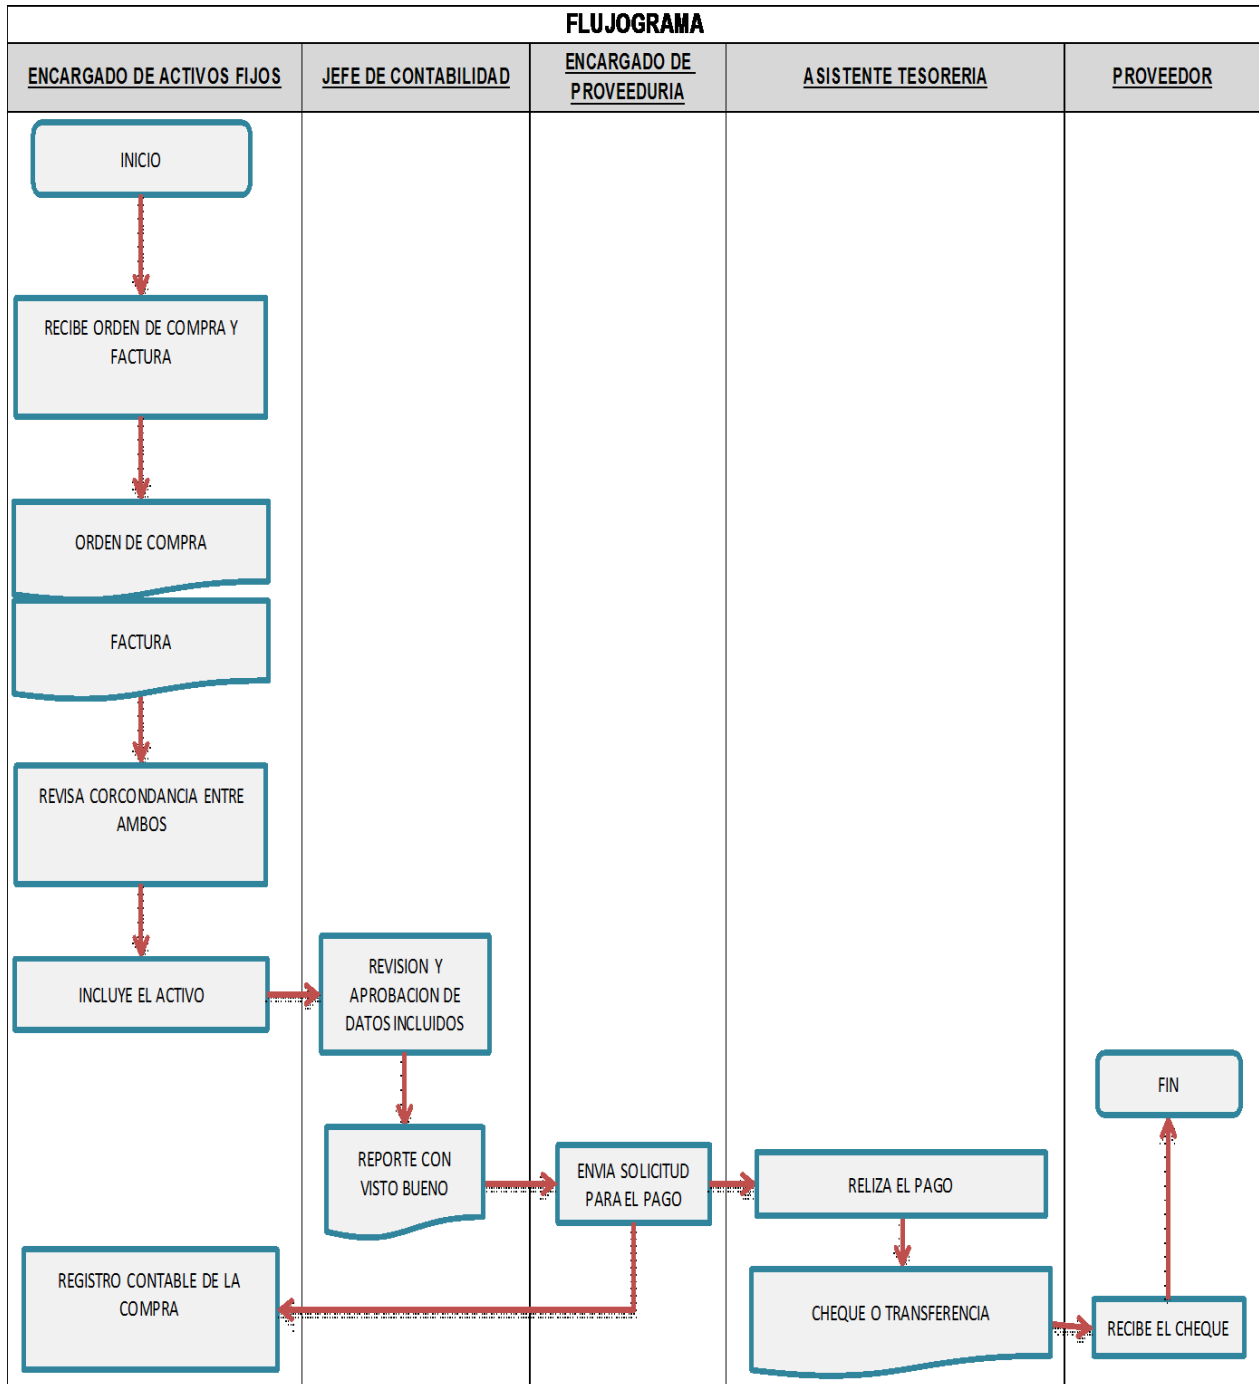 FLUJOGRAMA
ENCARGADO DE ACTIVOS FIJOS
JEFE DE CONTABILIDAD
ENCARGADO DE
PROVEEDURIA
ASISTENTE TESORERIA
PROVEEDOR
INICIO
RECIBE ORDEN DE COMPRA Y
FACTURA
ORDEN DE COMPRA
FACTURA
REVISA CORCONDANCIA ENTRE
AMBOS
INCLUYE EL ACTIVO
REVISION Y
APROBACION DE
DATOS INCLUIDOS
REPORTE CON
VISTO BUENO
ENVIA SOLICITUD
PARA EL PAGO
RELIZA EL PAGO
FIN
REGISTRO CONTABLE DE LA
COMPRA
CHEQUE O TRANSFERENCIA
RECIBE EL CHEQUE